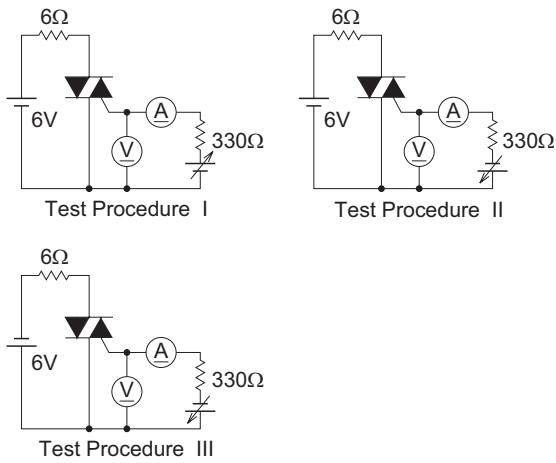 6Ω
6V
A
V
330Ω
Test Procedure I
6Ω
6V
A
V
330Ω
Test Procedure II
6Ω
6V
A
V
330Ω
Test Procedure III